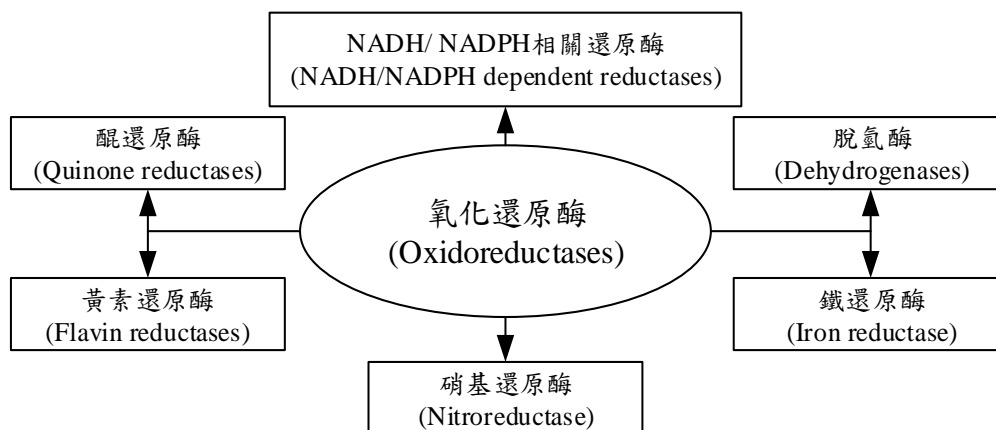 NADH/ NADPH相關還原酶
(NADH/NADPH dependent reductases)
醌還原酶
(Quinone reductases)
脫氫酶
(Dehydrogenases)
氧化還原酶
(Oxidoreductases)
黃素還原酶
(Flavin reductases)
鐵還原酶
(Iron reductase)
硝基還原酶
(Nitroreductase)